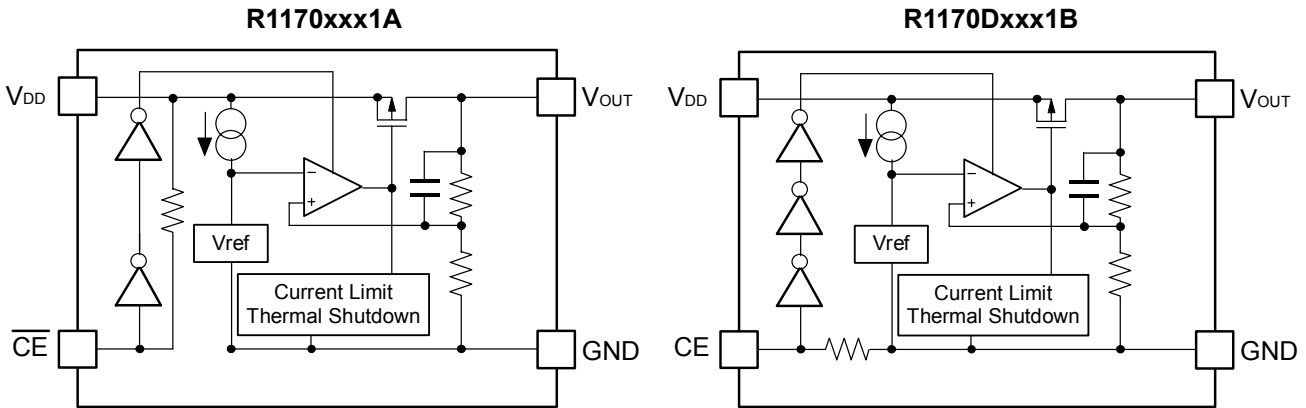 R1170xxx1A
VDD
VOUT
−
+
Vref
Current Limit
Thermal Shutdown
C̅E̅
GND
R1170Dxxx1B
VDD
VOUT
−
+
Vref
Current Limit
Thermal Shutdown
CE
GND